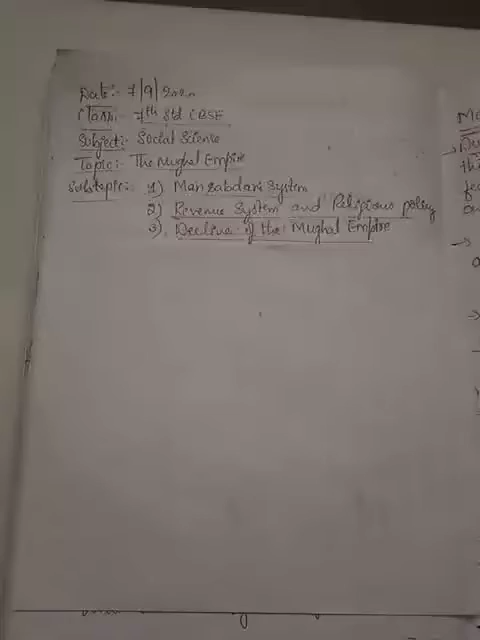 Date:- 7/9/2020
Class:- 7th Std CBSE
Subject:- Social Science
Topic:- The Mughal Empire
Subtopic:- 1) Mansabdari System
2) Revenue System and Religious policy
3). Decline of the Mughal Empire